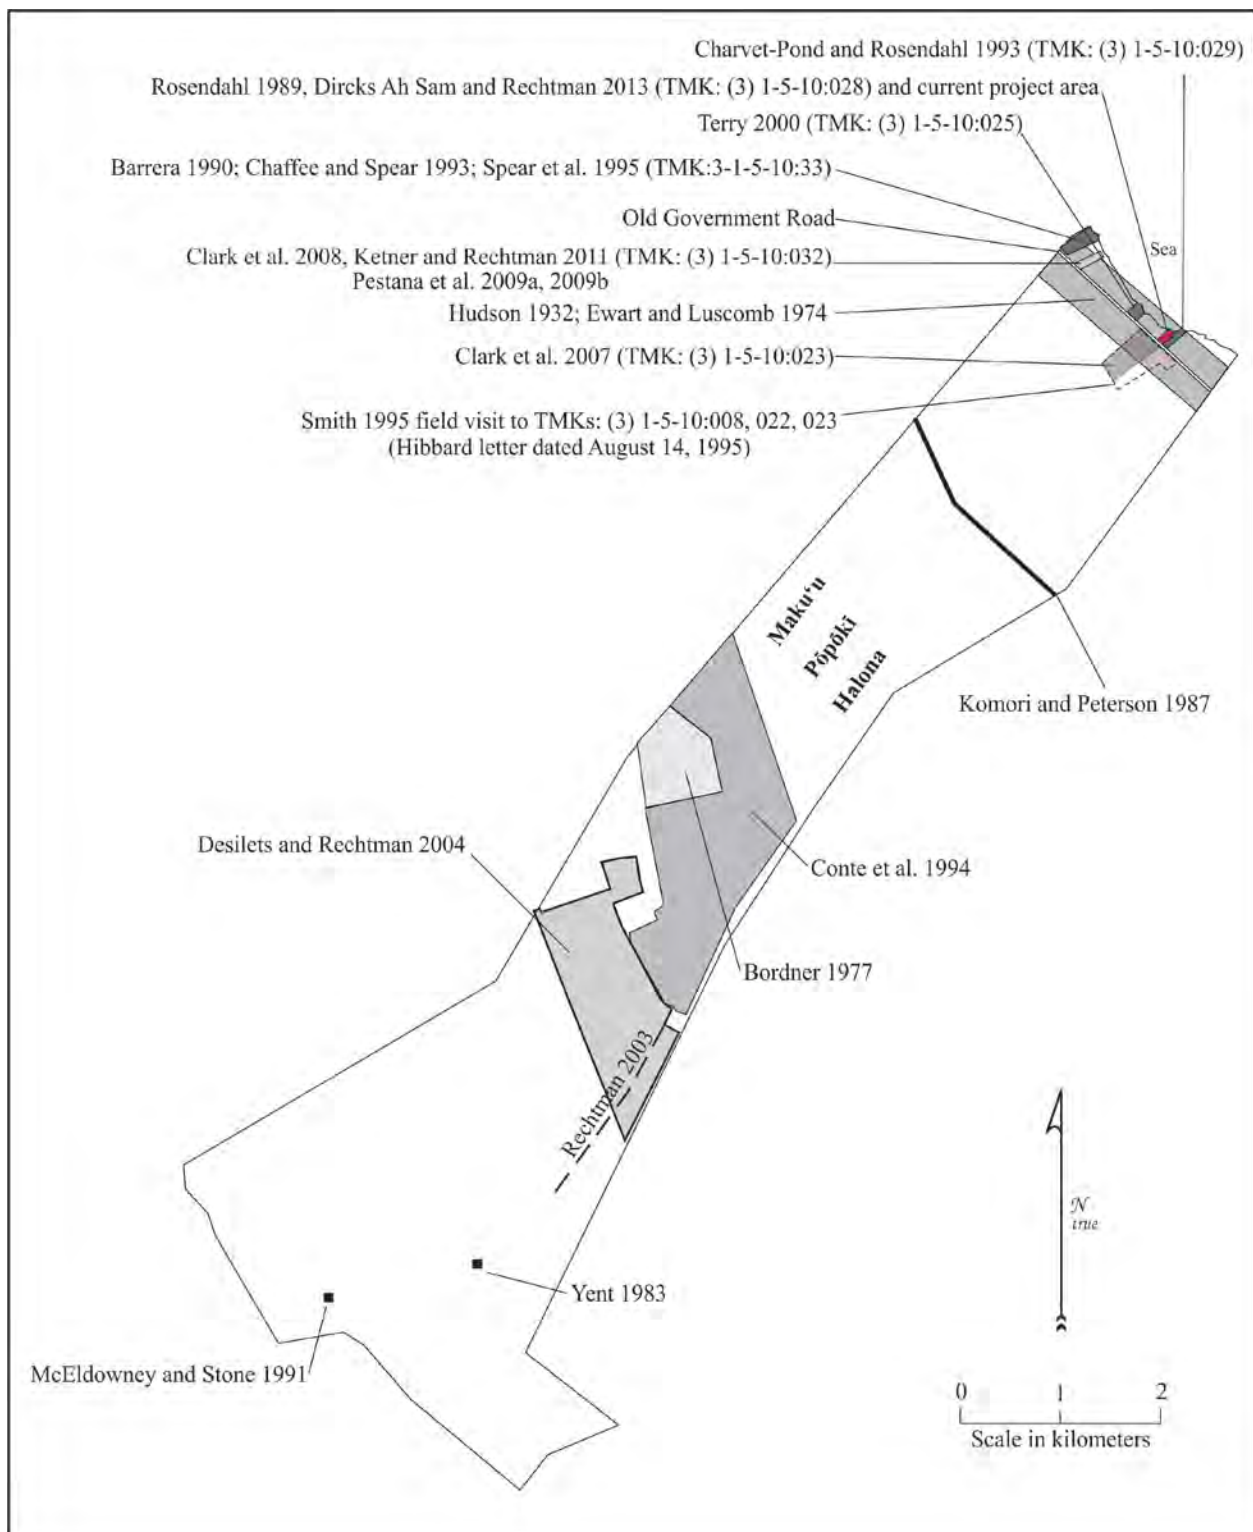 Charvet-Pond and Rosendahl 1993 (TMK: (3) 1-5-10:029)
Rosendahl 1989, Dircks Ah Sam and Rechtman 2013 (TMK: (3) 1-5-10:028) and current project area
Terry 2000 (TMK: (3) 1-5-10:025)
Barrera 1990; Chaffee and Spear 1993; Spear et al. 1995 (TMK:3-1-5-10:33)
Old Government Road
Sea
Clark et al. 2008, Ketner and Rechtman 2011 (TMK: (3) 1-5-10:032)
Pestana et al. 2009a, 2009b
Hudson 1932; Ewart and Luscomb 1974
Clark et al. 2007 (TMK: (3) 1-5-10:023)
Smith 1995 field visit to TMKs: (3) 1-5-10:008, 022, 023
(Hibbard letter dated August 14, 1995)
Maku‘u
Pōpōkī
Halona
Komori and Peterson 1987
Desilets and Rechtman 2004
Conte et al. 1994
Bordner 1977
Rechtman 2003
N
true
Yent 1983
McEldowney and Stone 1991
0 1 2
Scale in kilometers